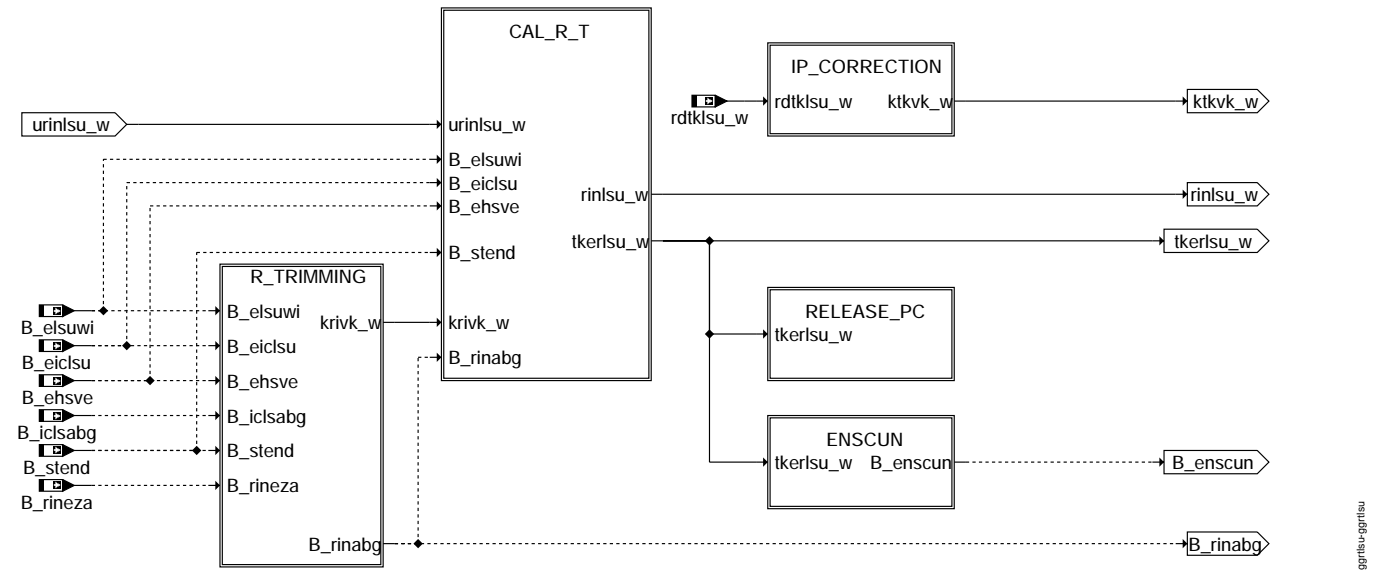 CAL_R_T
urinlsu_w
urinlsu_w
B_elsuwi
B_eiclsu
B_ehsve
B_stend
krivk_w
B_rinabg
rinlsu_w
tkerlsu_w
IP_CORRECTION
rdtklsu_w
rdtklsu_w
ktkvk_w
ktkvk_w
rinlsu_w
tkerlsu_w
R_TRIMMING
B_elsuwi
B_elsuwi
B_eiclsu
B_eiclsu
B_ehsve
B_ehsve
B_iclsabg
B_iclsabg
B_stend
B_stend
B_rineza
B_rineza
krivk_w
B_rinabg
RELEASE_PC
tkerlsu_w
ENSCUN
tkerlsu_w B_enscun
B_enscun
B_rinabg
ggrtlsu-ggrtlsu